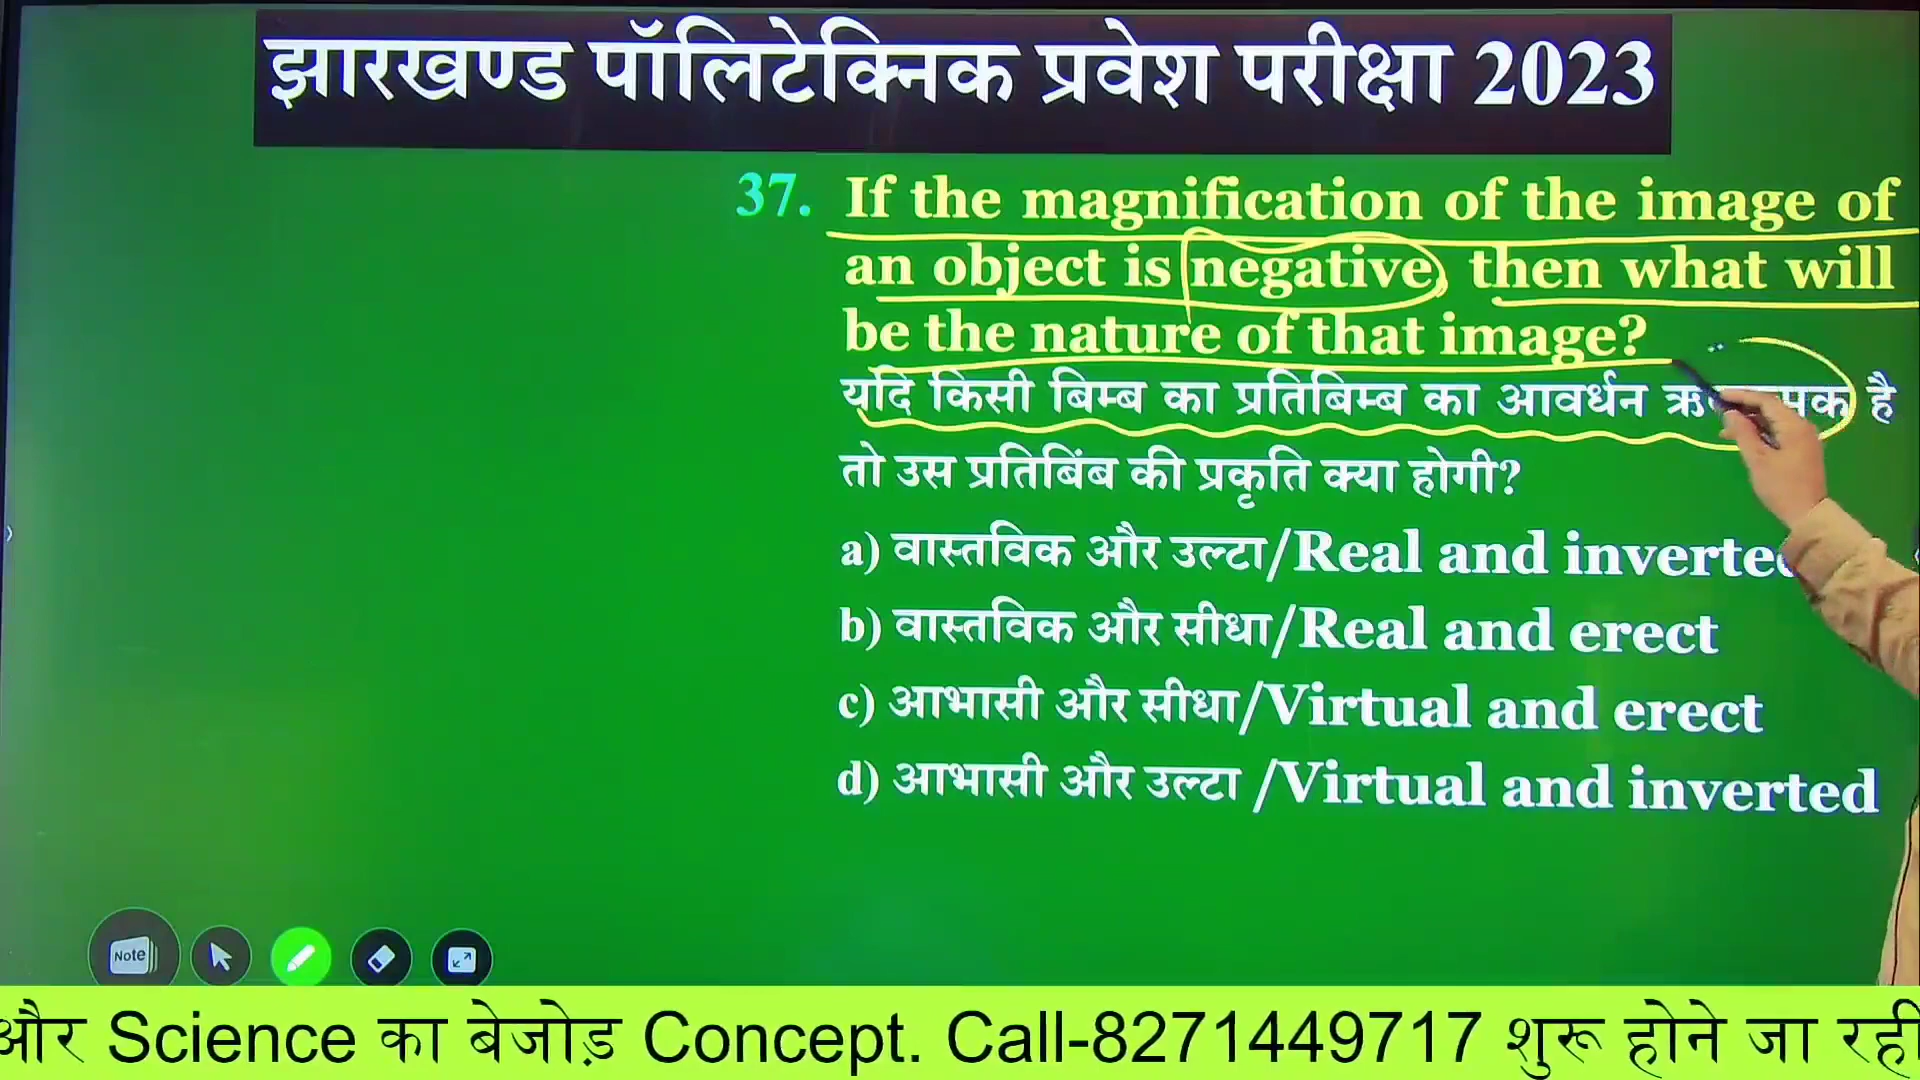 झारखण्ड पॉलिटेक्निक प्रवेश परीक्षा 2023
37. If the magnification of the image of
an object is negative, then what will
be the nature of that image?
यदि किसी बिम्ब का प्रतिबिम्ब का आवर्धन है
तो उस प्रतिबिंब की प्रकृति क्या होगी?
a) वास्तविक और उल्टा/Real and inverted
b) वास्तविक और सीधा/Real and erect
c) आभासी और सीधा/Virtual and erect
d) आभासी और उल्टा /Virtual and inverted
Note
और Science का बेजोड़ Concept. Call-8271449717 शुरू होने जा रही